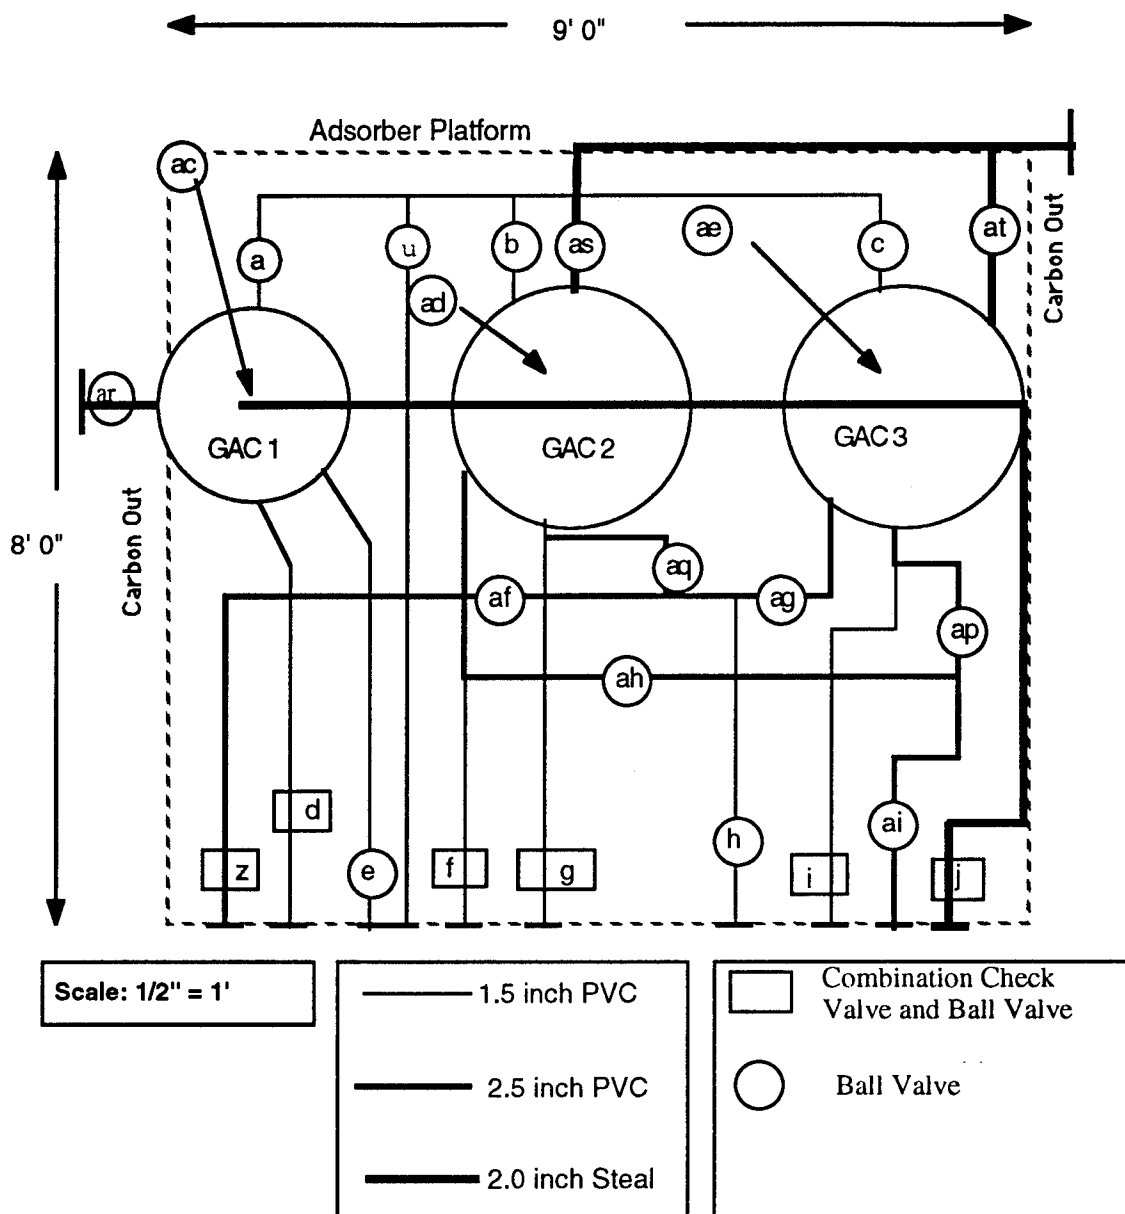 9' 0"
Adsorber Platform
ac
a
u
b
as
ae
c
at
Carbon Out
ad
ar
GAC 1
GAC 2
GAC 3
8' 0"
Carbon Out
aq
af
ag
ap
ah
d
h
ai
z
e
f
g
i
j
Scale: 1/2" = 1'
1.5 inch PVC
2.5 inch PVC
2.0 inch Steal
Combination Check
Valve and Ball Valve
Ball Valve